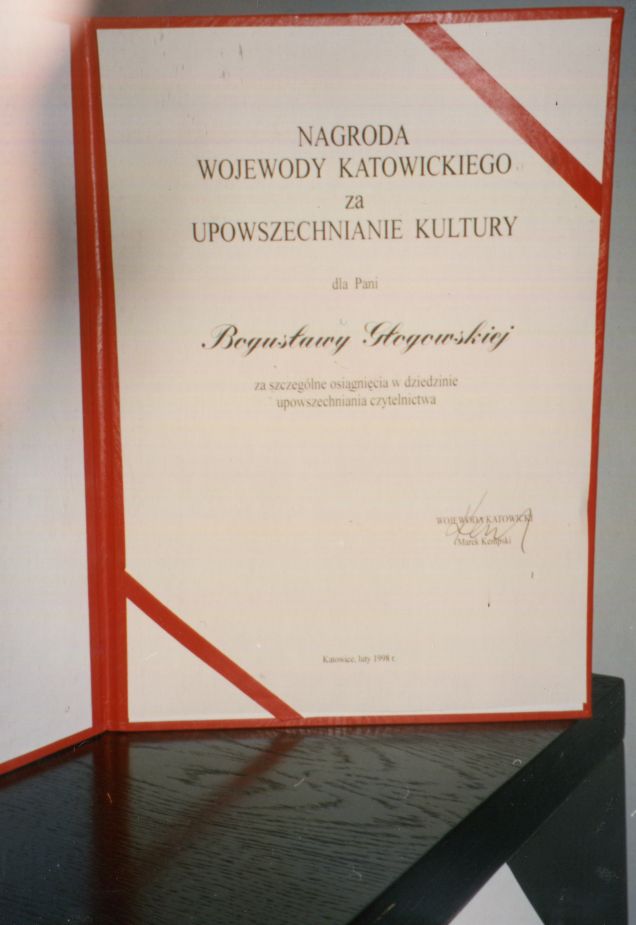 NAGRODA
WOJEWODY KATOWICKIEGO
za
UPOWSZECHNIANIE KULTURY
dla Pani
Bogusławy Głogowskiej
za szczególne osiągnięcia w dziedzinie
upowszechniania czytelnictwa
WOJEWODA KATOWICKI
Marek Kempski
Katowice, luty 1998 r.